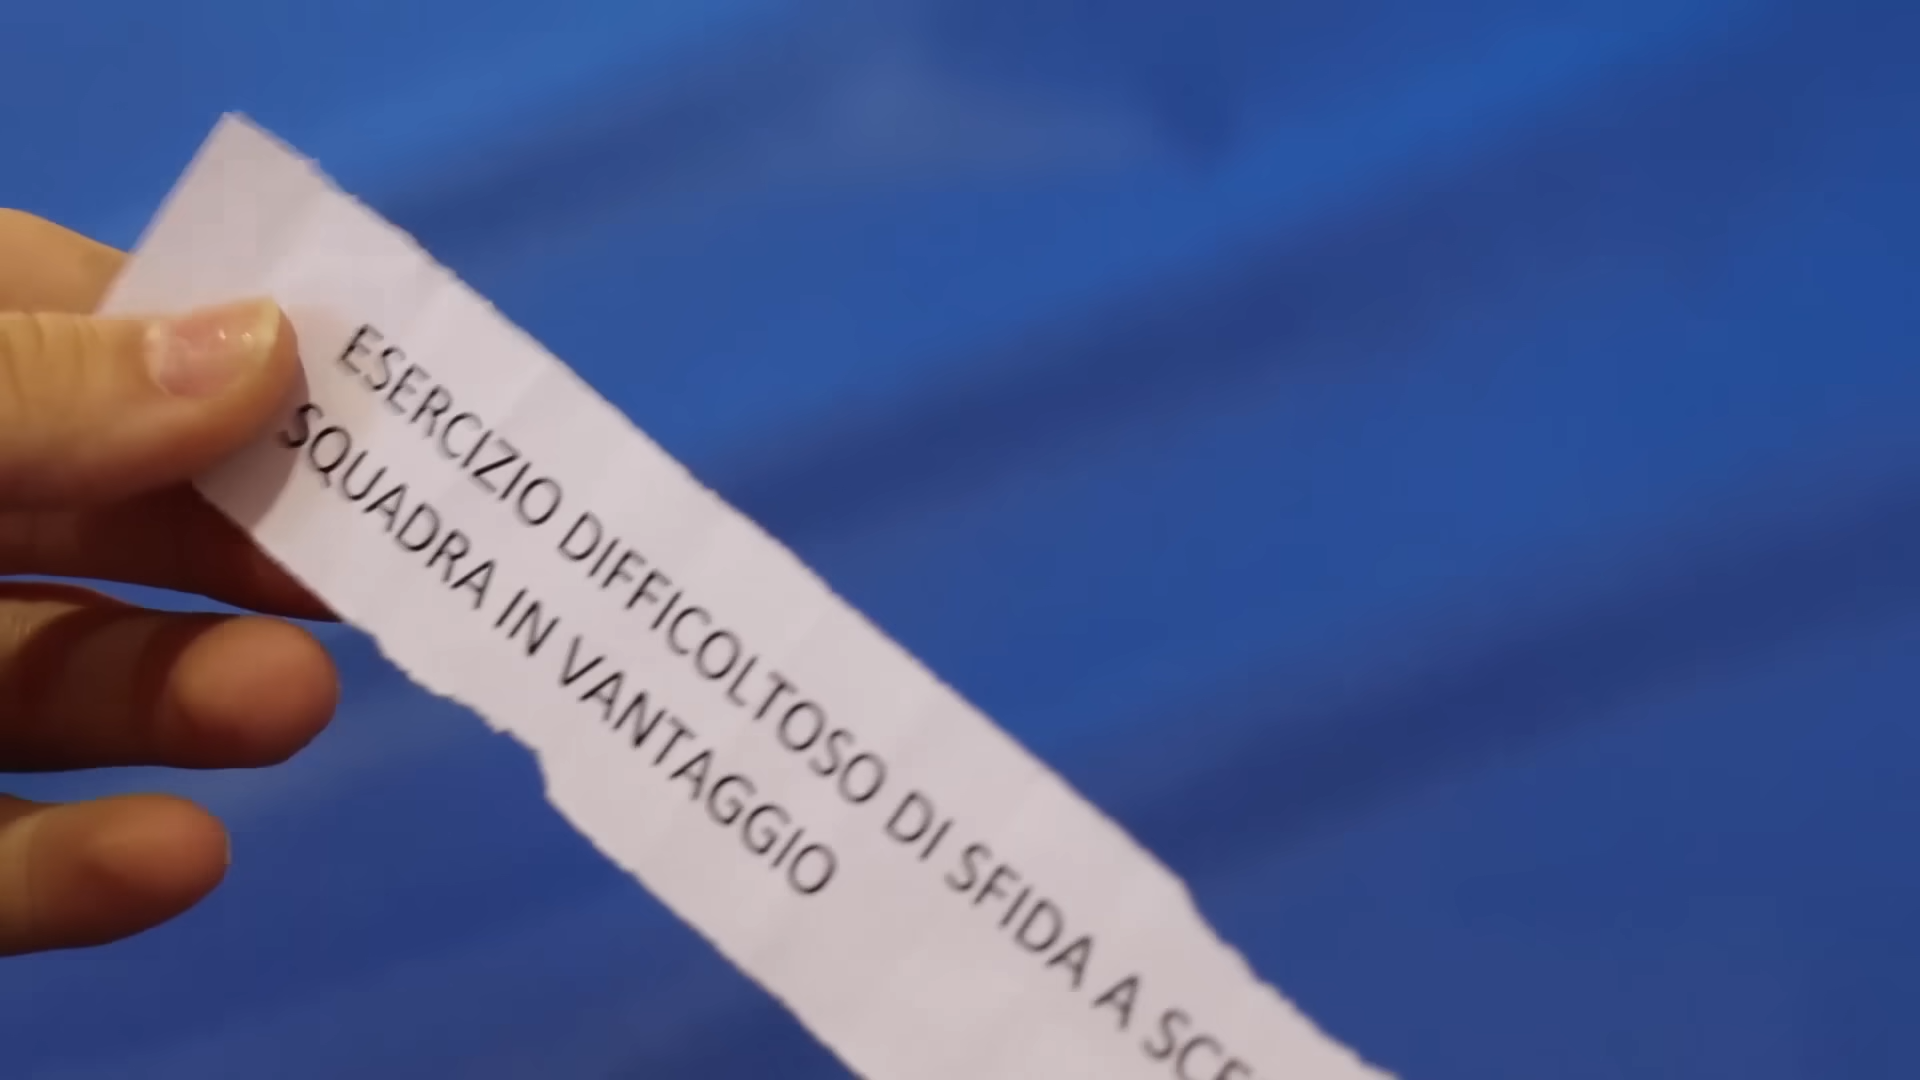 ESERCIZIO DIFFICOLTOSO DI SFIDA A
SQUADRA IN VANTAGGIO